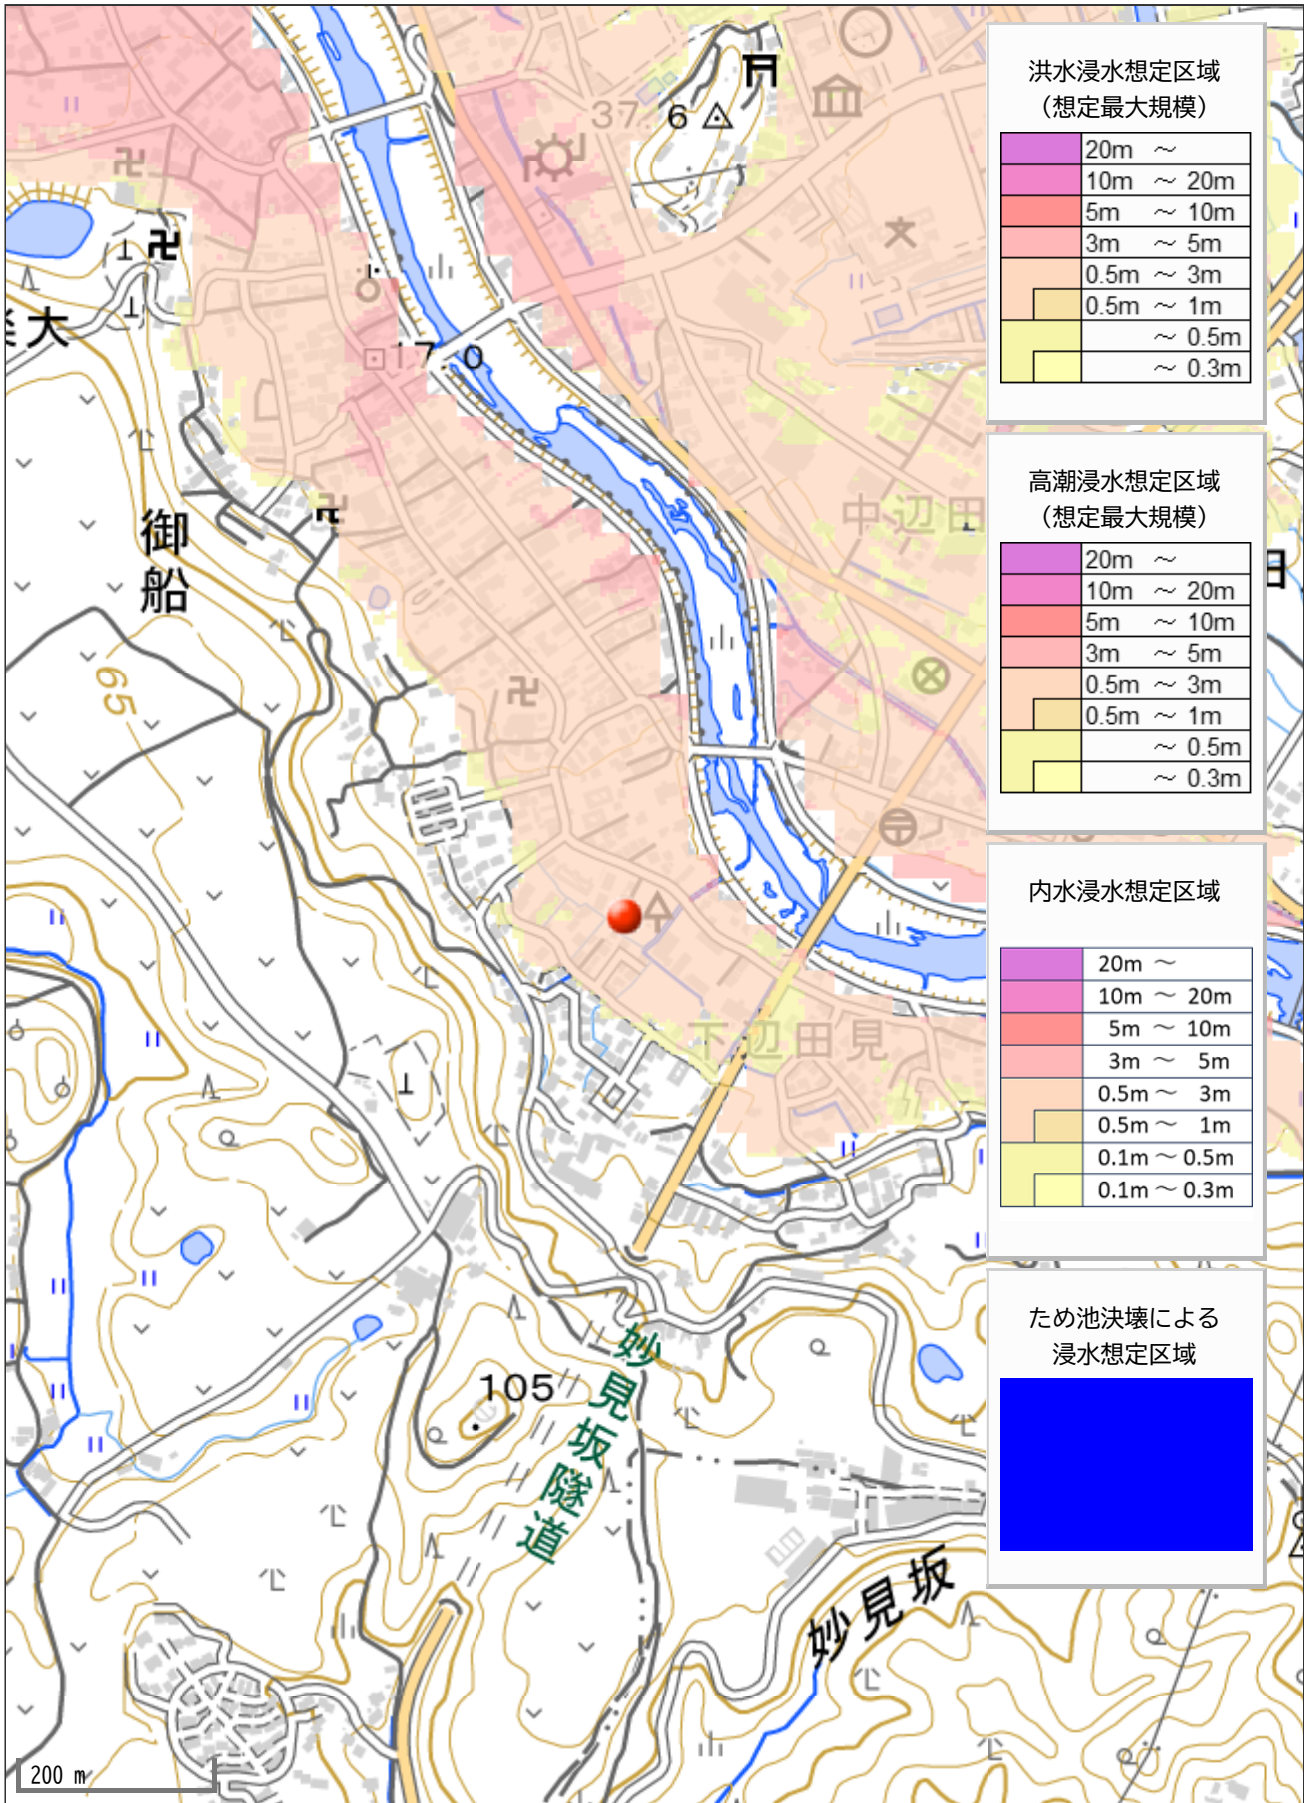 37.6
17.0
大
御船
65
中辺田
田
下辺田見
105
妙見坂隧道
妙見坂
200 m
洪水浸水想定区域
（想定最大規模）
20m ～
10m ～ 20m
5m ～ 10m
3m ～ 5m
0.5m ～ 3m
0.5m ～ 1m
～ 0.5m
～ 0.3m
高潮浸水想定区域
（想定最大規模）
20m ～
10m ～ 20m
5m ～ 10m
3m ～ 5m
0.5m ～ 3m
0.5m ～ 1m
～ 0.5m
～ 0.3m
内水浸水想定区域
20m ～
10m ～ 20m
5m ～ 10m
3m ～ 5m
0.5m ～ 3m
0.5m ～ 1m
0.1m ～ 0.5m
0.1m ～ 0.3m
ため池決壊による
浸水想定区域